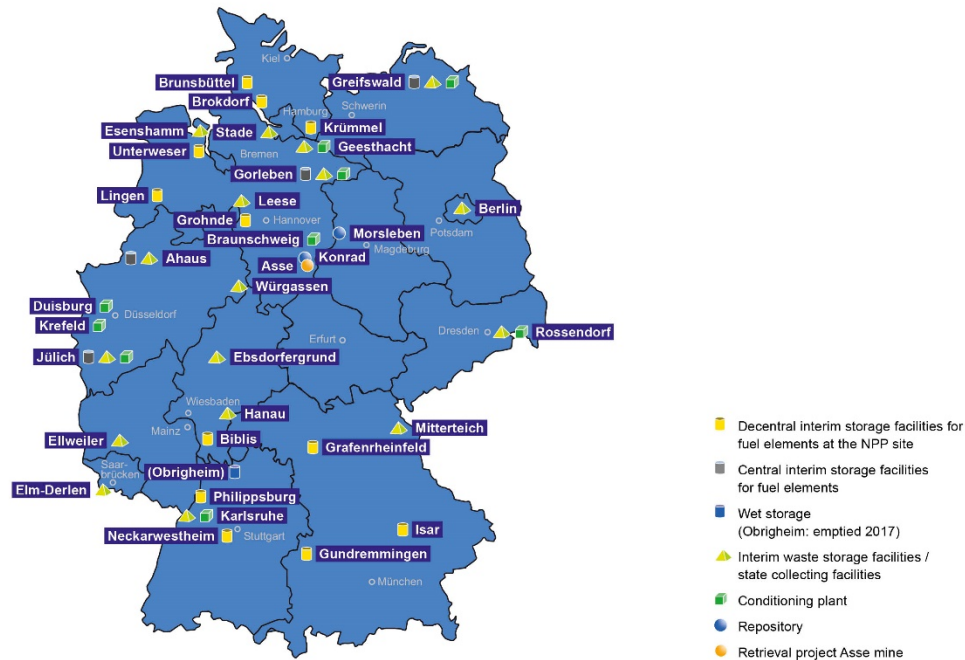 Kiel
Brunsbüttel
Greifswald
Brokdorf
Hamburg
Schwerin
Esenshamm
Stade
Krümmel
Unterweser
Bremen
Geesthacht
Gorleben
Lingen
Leese
Berlin
Grohnde
Hannover
Potsdam
Braunschweig
Morsleben
Magdeburg
Ahaus
Konrad
Asse
Würgassen
Duisburg
Düsseldorf
Krefeld
Dresden
Rossendorf
Erfurt
Jülich
Ebsdorfergrund
Wiesbaden
Hanau
Mainz
Mitterteich
Ellweiler
Biblis
Grafenrheinfeld
Saar-
brücken
(Obrigheim)
Elm-Derlen
Philippsburg
Karlsruhe
Neckarwestheim
Stuttgart
Isar
Gundremmingen
München
Decentral interim storage facilities for
fuel elements at the NPP site
Central interim storage facilities
for fuel elements
Wet storage
(Obrigheim: emptied 2017)
Interim waste storage facilities /
state collecting facilities
Conditioning plant
Repository
Retrieval project Asse mine